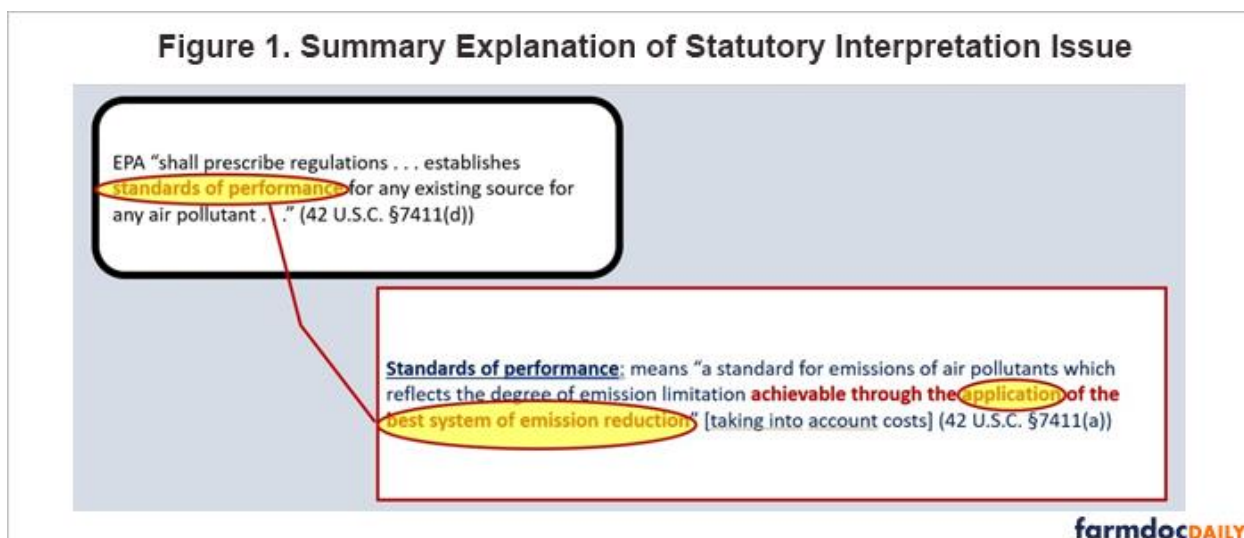 Figure 1. Summary Explanation of Statutory Interpretation Issue
EPA “shall prescribe regulations . . . establishes
standards of performance for any existing source for
any air pollutant . . .” (42 U.S.C. §7411(d))
Standards of performance: means “a standard for emissions of air pollutants which
reflects the degree of emission limitation achievable through the application of the
best system of emission reduction” [taking into account costs] (42 U.S.C. §7411(a))
farmdocDAILY